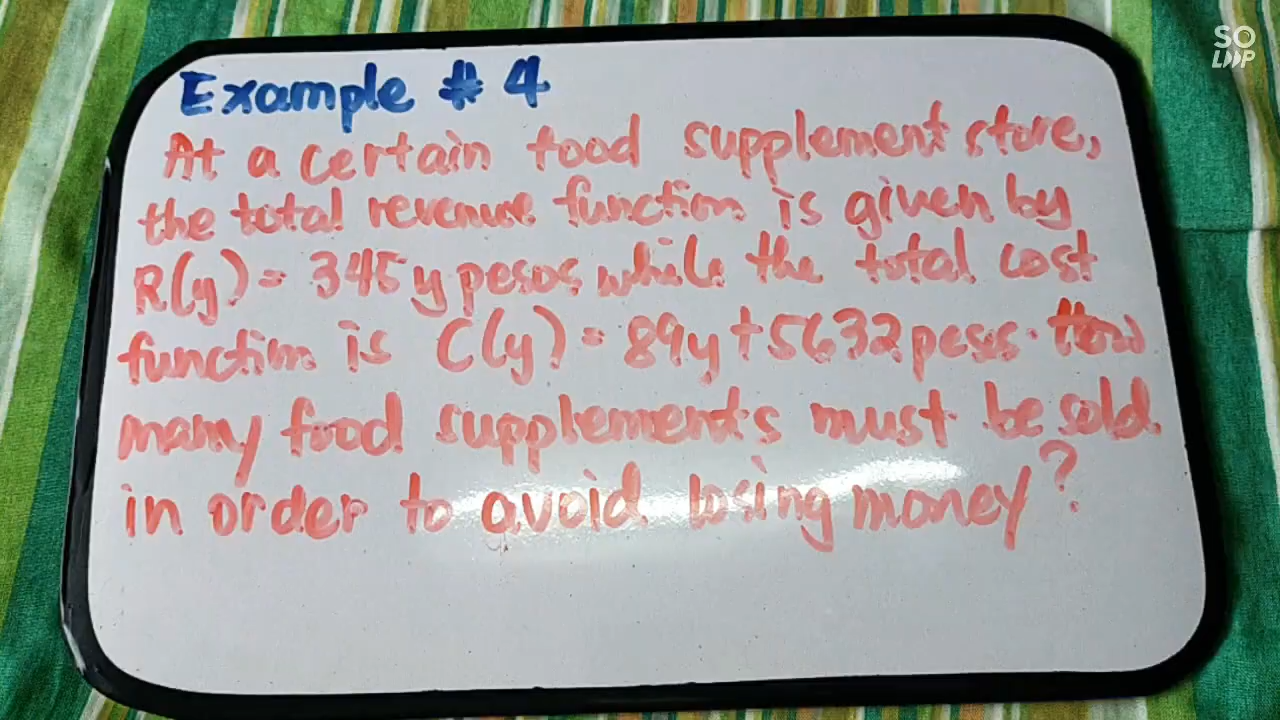 SO
LOOP
Example # 4
At a certain food supplement store,
the total revenue function is given by
R(y) = 345y pesos while the total cost
function is C(y) = 89y + 5632 pesos. How
many food supplements must be sold
in order to avoid losing money?